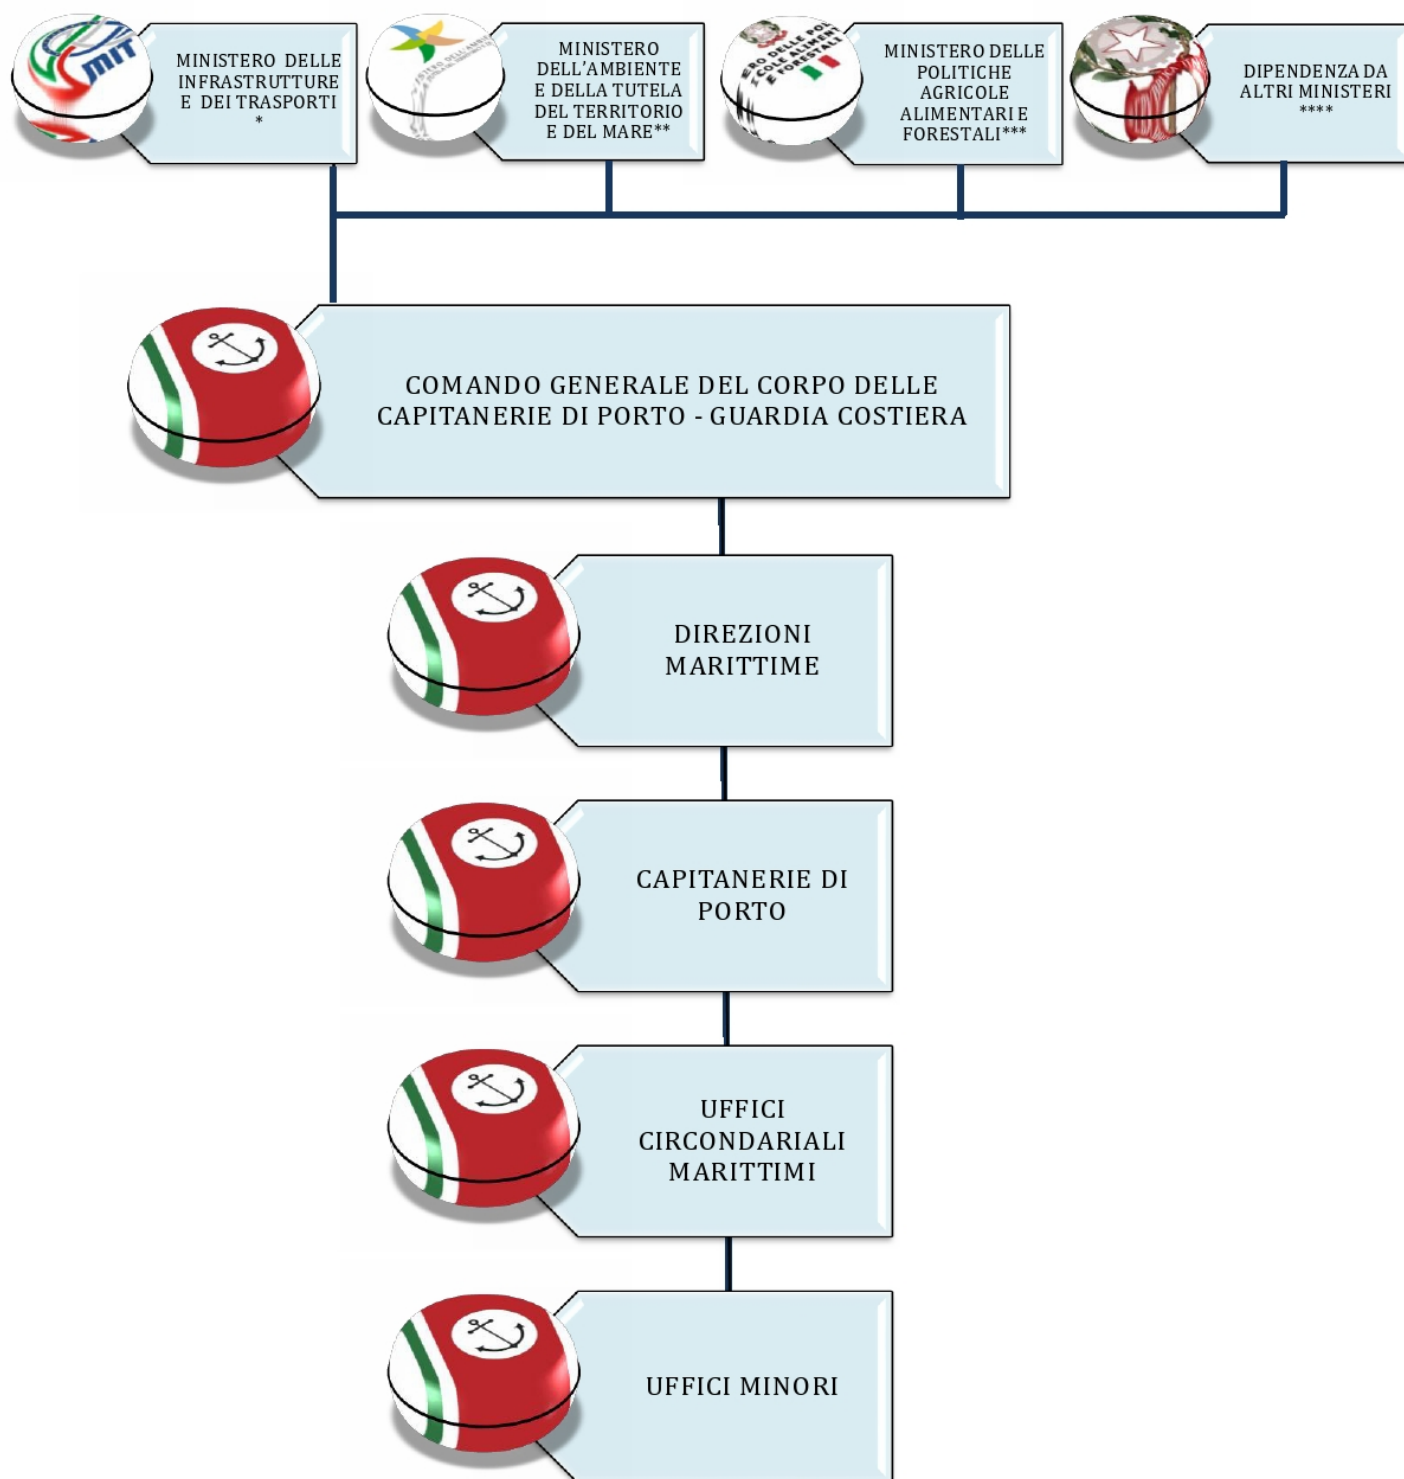 MINISTERO DELLE
INFRASTRUTTURE
E DEI TRASPORTI
*
MINISTERO
DELL'AMBIENTE
E DELLA TUTELA
DEL TERRITORIO
E DEL MARE**
MINISTERO DELLE
POLITICHE
AGRICOLE
ALIMENTARI E
FORESTALI***
DIPENDENZA DA
ALTRI MINISTERI
****
MIT
COMANDO GENERALE DEL CORPO DELLE
CAPITANERIE DI PORTO - GUARDIA COSTIERA
DIREZIONI
MARITTIME
CAPITANERIE DI
PORTO
UFFICI
CIRCONDARIALI
MARITTIMI
UFFICI MINORI